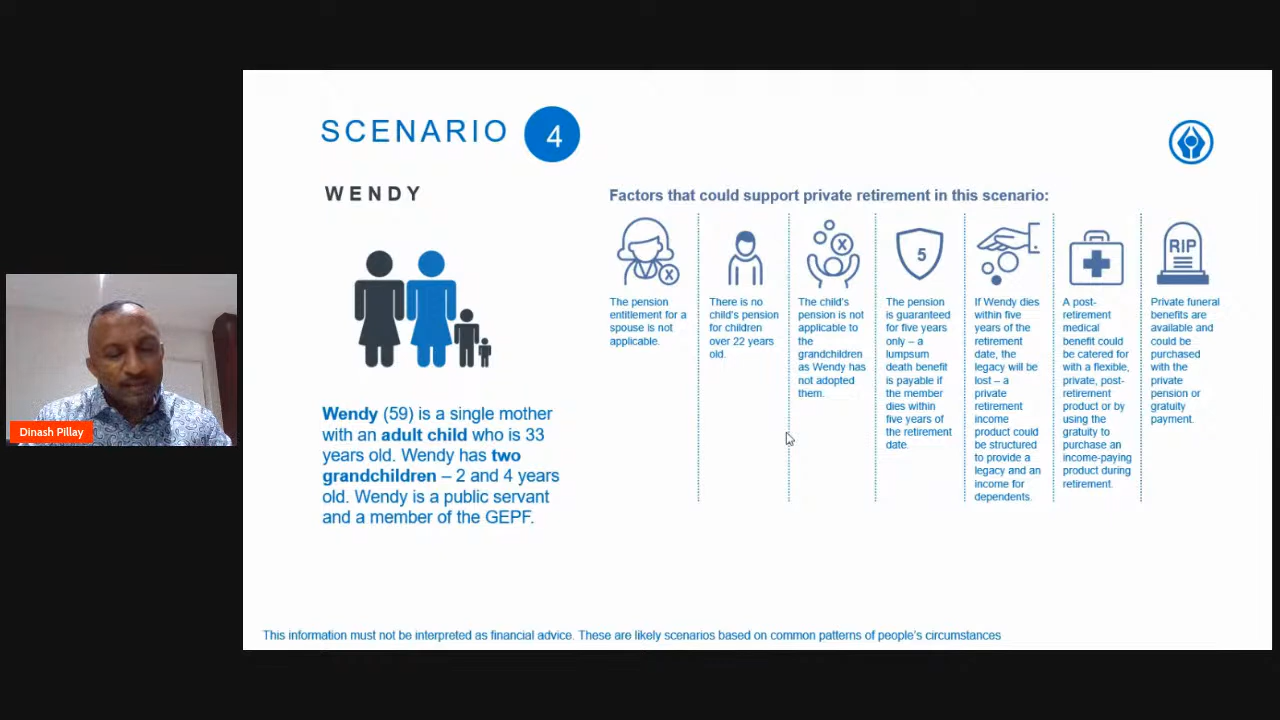 SCENARIO 4
WENDY
Factors that could support private retirement in this scenario:
Dinash Pillay
Wendy (59) is a single mother
with an adult child who is 33
years old. Wendy has two
grandchildren – 2 and 4 years
old. Wendy is a public servant
and a member of the GEPF.
X
The pension
entitlement for a
spouse is not
applicable.
There is no
child's pension
for children
over 22 years
old.
X
The child's
pension is not
applicable to
the
grandchildren
as Wendy has
not adopted
them.
5
The pension
is guaranteed
for five years
only – a
lumpsum
death benefit
is payable if
the member
dies within
five years of
the retirement
date.
If Wendy dies
within five
years of the
retirement
date, the
legacy will be
lost – a
private
retirement
income
product could
be structured
to provide a
legacy and an
income for
dependents.
A post-
retirement
medical
benefit could
be catered for
with a flexible,
private, post-
retirement
product or by
using the
gratuity to
purchase an
income-paying
product during
retirement.
RIP
Private funeral
benefits are
available and
could be
purchased
with the
private
pension or
gratuity
payment.
This information must not be interpreted as financial advice. These are likely scenarios based on common patterns of people's circumstances